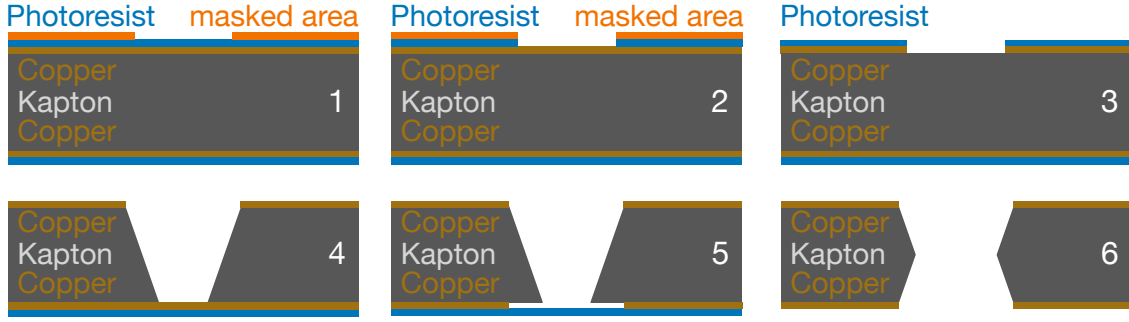 Photoresist masked area
Copper
Kapton 1
Copper
Photoresist masked area
Copper
Kapton 2
Copper
Photoresist
Copper
Kapton 3
Copper
Copper
Kapton 4
Copper
Copper
Kapton 5
Copper
Copper
Kapton 6
Copper